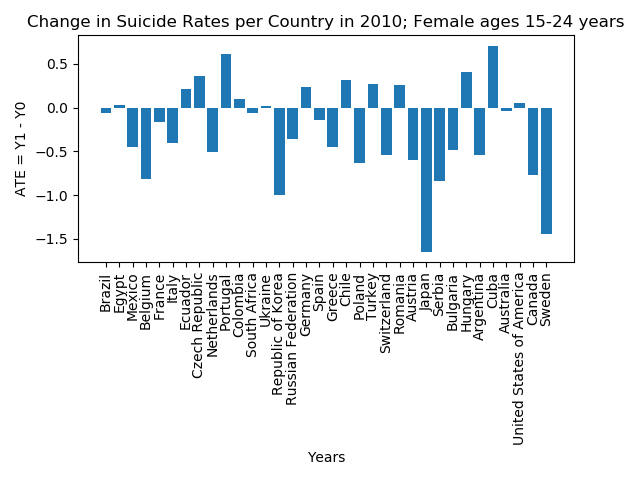 Change in Suicide Rates per Country in 2010; Female ages 15-24 years
ATE = Y1 - Y0
0.5
0.0
−0.5
−1.0
−1.5
Brazil
Egypt
Mexico
Belgium
France
Italy
Ecuador
Czech Republic
Netherlands
Portugal
Colombia
South Africa
Ukraine
Republic of Korea
Russian Federation
Germany
Spain
Greece
Chile
Poland
Turkey
Switzerland
Romania
Austria
Japan
Serbia
Bulgaria
Hungary
Argentina
Cuba
Australia
United States of America
Canada
Sweden
Years